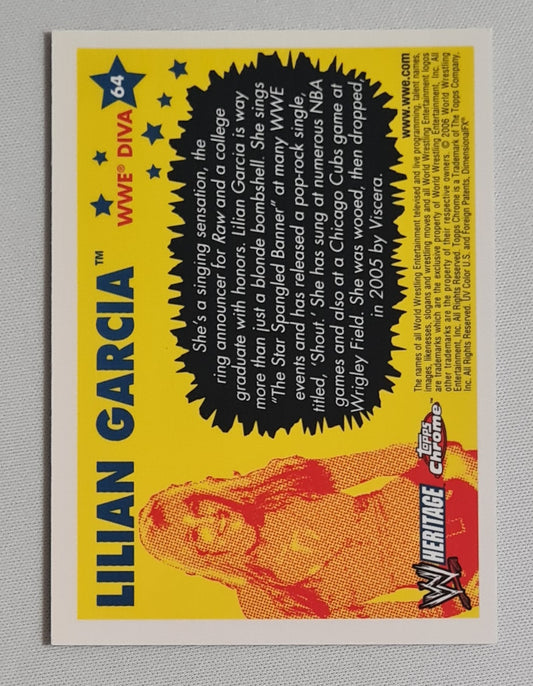 LILIAN GARCIA™
WWE® DIVA
64
She's a singing sensation, the
ring announcer for Raw and a college
graduate with honors. Lilian Garcia is way
more than just a blonde bombshell. She sings
"The Star Spangled Banner" at many WWE
events and has released a pop-rock single,
titled, 'Shout.' She has sung at numerous NBA
games and also at a Chicago Cubs game at
Wrigley Field. She was wooed, then dropped,
in 2005 by Viscera.
W HERITAGE™
Topps
Chrome™
www.wwe.com
The names of all World Wrestling Entertainment televised and live programming, talent names,
images, likenesses, slogans and wrestling moves and all World Wrestling Entertainment logos
are trademarks which are the exclusive property of World Wrestling Entertainment, Inc. All
other trademarks are the property of their respective owners. © 2006 World Wrestling
Entertainment, Inc. All Rights Reserved. Topps Chrome is a Trademark of The Topps Company,
Inc. All Rights Reserved. UV Color U.S. and Foreign Patents. DimensionalFX®